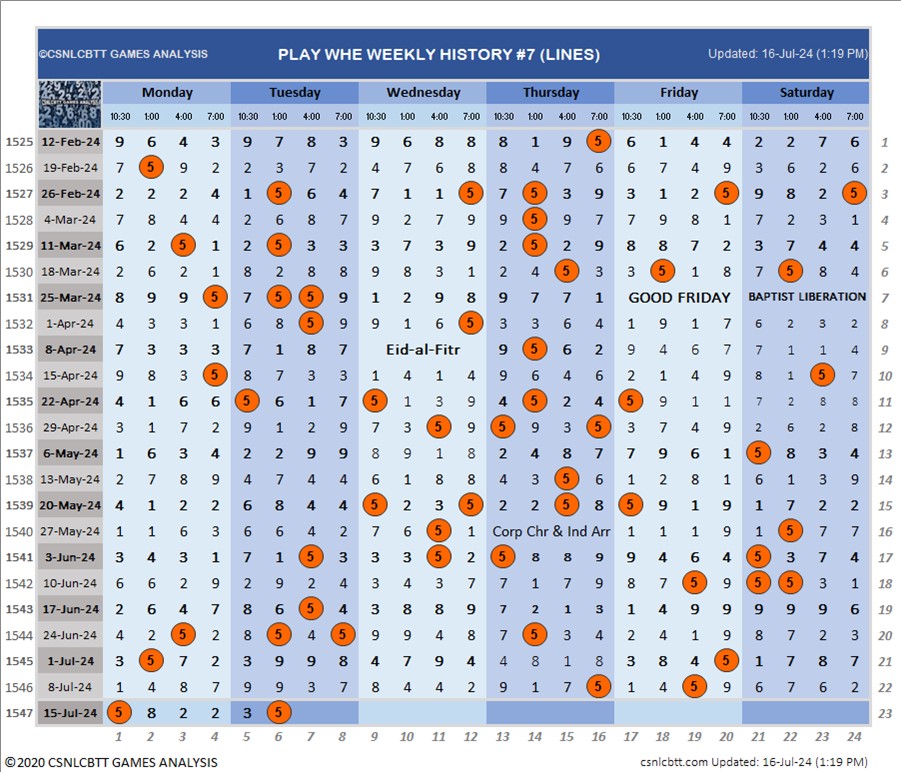 ©CSNLCBTT GAMES ANALYSIS PLAY WHE WEEKLY HISTORY #7 (LINES) Updated: 16-Jul-24 (1:19 PM)
Monday Tuesday Wednesday Thursday Friday Saturday
CSNLCBTT GAMES ANALYSIS 10:30 1:00 4:00 7:00 10:30 1:00 4:00 7:00 10:30 1:00 4:00 7:00 10:30 1:00 4:00 7:00 10:30 1:00 4:00 7:00 10:30 1:00 4:00 7:00
1525 12-Feb-24 9 6 4 3 9 7 8 3 9 6 8 8 8 1 9 5 6 1 4 4 2 2 7 6 1
1526 19-Feb-24 7 5 9 2 2 3 7 2 4 7 6 8 8 4 7 6 6 7 4 9 3 6 2 6 2
1527 26-Feb-24 2 2 2 4 1 5 6 4 7 1 1 5 7 5 3 9 3 1 2 5 9 8 2 5 3
1528 4-Mar-24 7 8 4 4 2 6 8 7 9 2 7 9 9 5 9 7 7 9 8 1 7 2 3 1 4
1529 11-Mar-24 6 2 5 1 2 5 3 3 3 7 3 9 2 5 2 9 8 8 7 2 3 7 4 4 5
1530 18-Mar-24 2 6 2 1 8 2 8 8 9 8 3 1 2 4 5 3 3 5 1 8 7 5 8 4 6
1531 25-Mar-24 8 9 9 5 7 5 5 9 1 2 9 8 9 7 7 1 GOOD FRIDAY BAPTIST LIBERATION 7
1532 1-Apr-24 4 3 3 1 6 8 5 9 9 1 6 5 3 3 6 4 1 9 1 7 6 2 3 2 8
1533 8-Apr-24 7 3 3 3 7 1 8 7 Eid-al-Fitr 9 5 6 2 9 4 6 7 7 1 1 4 9
1534 15-Apr-24 9 8 3 5 8 7 3 3 1 4 1 4 9 6 4 6 2 1 4 9 8 1 5 7 10
1535 22-Apr-24 4 1 6 6 5 6 1 7 5 1 3 9 4 5 2 4 5 9 1 1 7 2 8 8 11
1536 29-Apr-24 3 1 7 2 9 1 2 9 7 3 5 4 5 9 3 5 3 7 4 9 2 6 2 8 12
1537 6-May-24 1 6 3 4 2 2 9 9 8 9 1 8 2 4 8 7 7 9 6 1 5 8 3 4 13
1538 13-May-24 2 7 8 9 4 7 4 4 6 1 8 8 3 4 5 6 1 2 8 1 6 1 3 9 14
1539 20-May-24 4 1 2 2 6 8 4 4 5 2 3 5 2 2 5 8 5 9 1 9 1 7 2 2 15
1540 27-May-24 1 1 6 3 6 6 4 2 7 6 5 1 Corp Chr & Ind Arr 1 1 1 9 1 5 7 7 16
1541 3-Jun-24 3 4 3 1 7 1 5 3 3 3 5 2 5 8 8 9 9 4 6 4 5 3 7 4 17
1542 10-Jun-24 6 6 2 9 2 9 2 4 3 4 3 7 7 1 7 9 8 7 5 9 5 5 3 1 18
1543 17-Jun-24 2 6 4 7 8 6 5 4 3 8 8 9 7 2 1 3 1 4 9 9 9 9 9 6 19
1544 24-Jun-24 4 2 5 2 8 5 4 5 9 9 4 8 7 5 3 4 2 4 1 9 8 7 2 3 20
1545 1-Jul-24 3 5 7 2 3 9 9 8 4 7 9 4 4 8 1 8 3 8 4 5 1 7 8 7 21
1546 8-Jul-24 1 4 8 7 9 9 3 7 8 4 4 2 9 1 7 5 1 4 5 9 6 7 6 2 22
1547 15-Jul-24 5 8 2 2 3 5 23
1 2 3 4 5 6 7 8 9 10 11 12 13 14 15 16 17 18 19 20 21 22 23 24
©2020 CSNLCBTT GAMES ANALYSIS csnlcbtt.com Updated: 16-Jul-24 (1:19 PM)